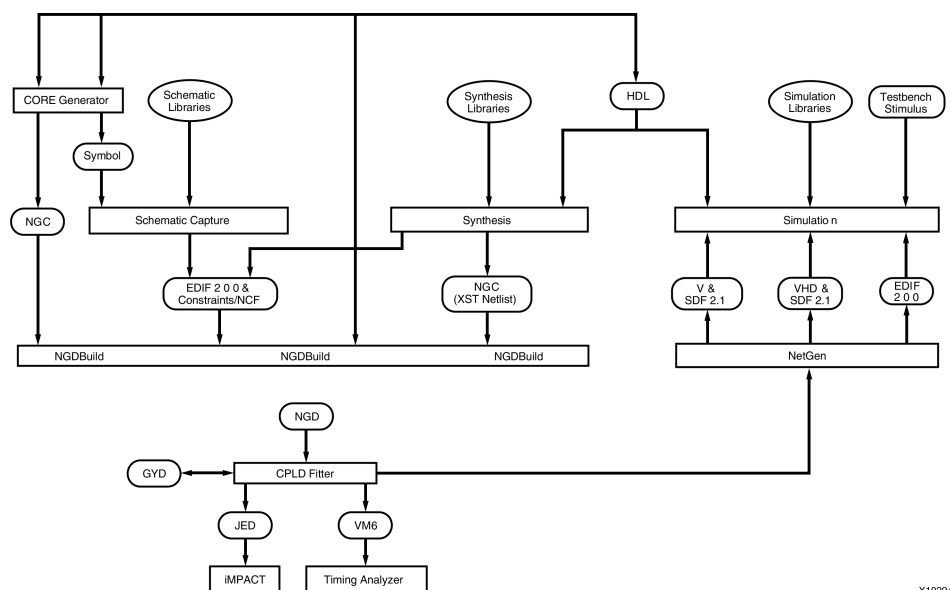 CORE Generator
Schematic
Libraries
Synthesis
Libraries
HDL
Simulation
Libraries
Testbench
Stimulus
Symbol
NGC
Schematic Capture
Synthesis
Simulatio n
EDIF 2 0 0 &
Constraints/NCF
NGC
(XST Netlist)
V &
SDF 2.1
VHD &
SDF 2.1
EDIF
2 0 0
NGDBuild
NGDBuild
NGDBuild
NetGen
NGD
GYD
CPLD Fitter
JED
VM6
iMPACT
Timing Analyzer